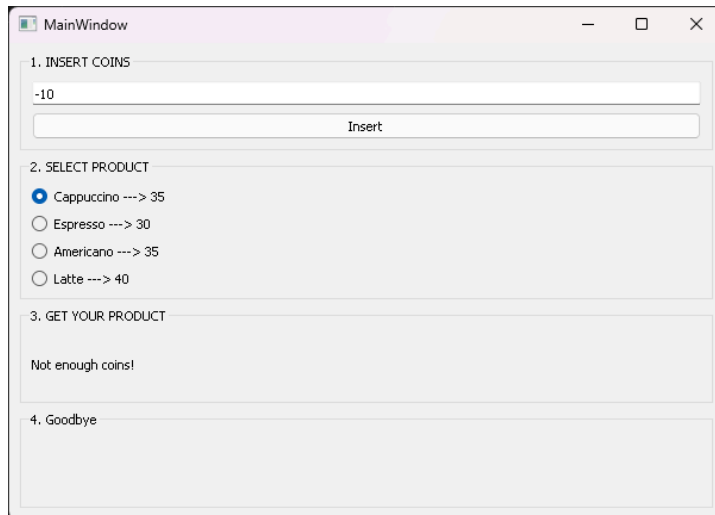 MainWindow
1. INSERT COINS
-10
Insert
2. SELECT PRODUCT
Cappuccino ---> 35
Espresso ---> 30
Americano ---> 35
Latte ---> 40
3. GET YOUR PRODUCT
Not enough coins!
4. Goodbye